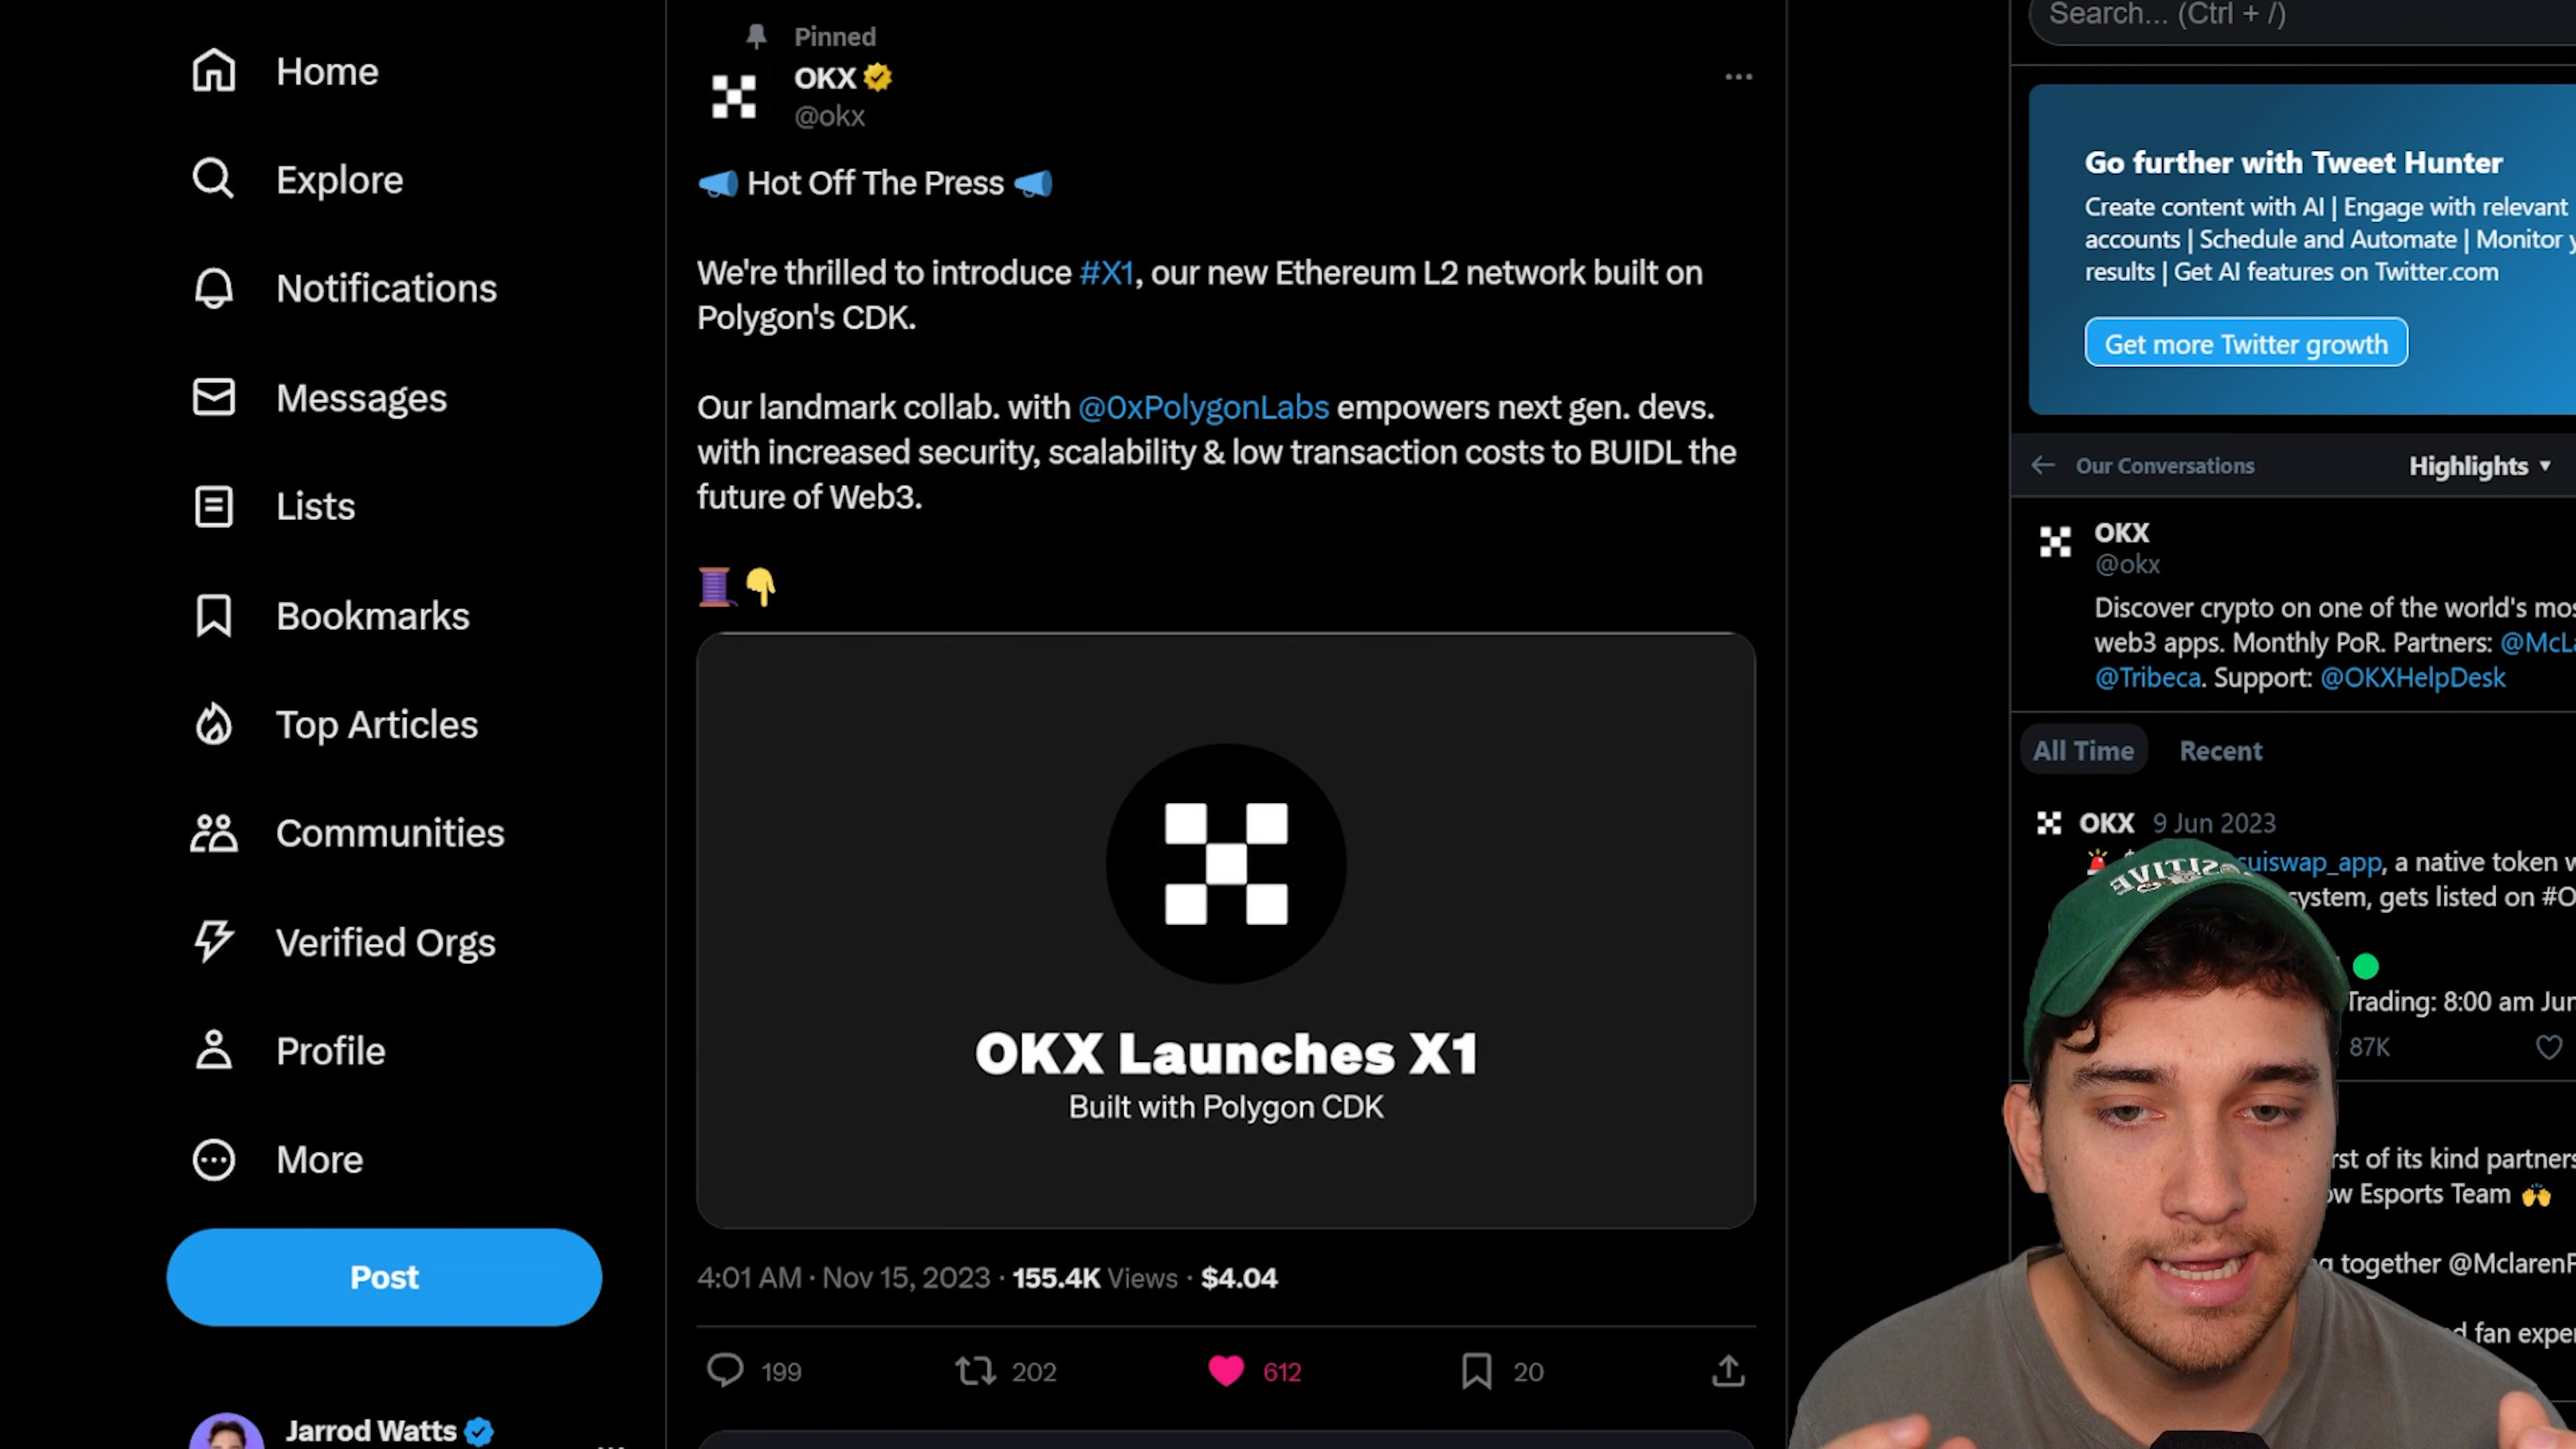 Home
Explore
Notifications
Messages
Lists
Bookmarks
Top Articles
Communities
Verified Orgs
Profile
More
Post
Jarrod Watts
Pinned
OKX
@okx
Hot Off The Press
We're thrilled to introduce #X1, our new Ethereum L2 network built on
Polygon's CDK.
Our landmark collab. with @0xPolygonLabs empowers next gen. devs.
with increased security, scalability & low transaction costs to BUIDL the
future of Web3.
OKX Launches X1
Built with Polygon CDK
4:01 AM · Nov 15, 2023 · 155.4K Views · $4.04
199 202 612 20
Search... (Ctrl + /)
Go further with Tweet Hunter
Create content with AI | Engage with relevant
accounts | Schedule and Automate | Monitor
results | Get AI features on Twitter.com
Get more Twitter growth
Our Conversations Highlights
OKX
@okx
Discover crypto on one of the world's
web3 apps. Monthly PoR. Partners:
@Tribeca. Support: @OKXHelpDesk
All Time Recent
OKX 9 Jun 2023
, a native token
gets listed on
Trading: 8:00 am
87K
of its kind
Esports Team
together
fan